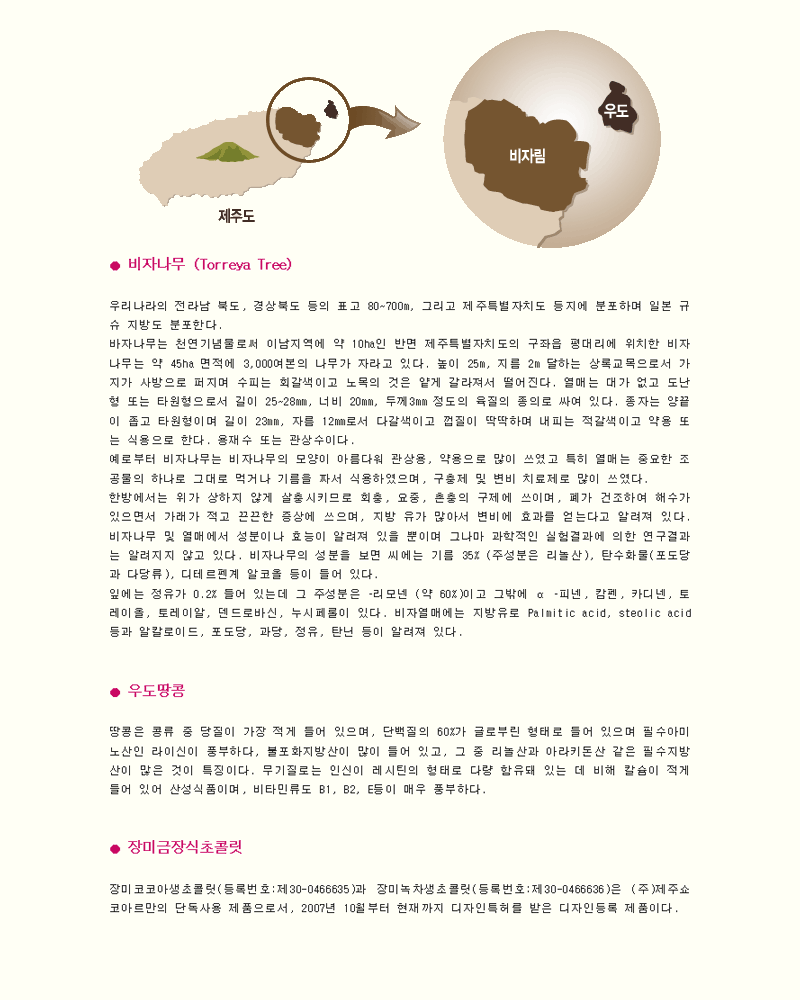 우도
비자림
제주도
● 비자나무 (Torreya Tree)
우리나라의 전라남 북도, 경상북도 등의 표고 80~700m, 그리고 제주특별자치도 등지에 분포하며 일본 규
슈 지방도 분포한다.
비자나무는 천연기념물로써 이남지역에 약 10ha인 반면 제주특별자치도의 구좌읍 평대리에 위치한 비자
나무는 약 45ha 면적에 3,000여본의 나무가 자라고 있다. 높이 25m, 지름 2m 달하는 상록교목으로서 가
지가 사방으로 퍼지며 수피는 회갈색이고 노목의 것은 얕게 갈라져서 떨어진다. 열매는 대가 없고 도난
형 또는 타원형으로서 길이 25~28mm, 너비 20mm, 두께3mm 정도의 육질의 종의로 싸여 있다. 종자는 양끝
이 좁고 타원형이며 길이 23mm, 자름 12mm로서 다갈색이고 껍질이 딱딱하며 내피는 적갈색이고 약용 또
는 식용으로 한다. 용재수 또는 관상수이다.
예로부터 비자나무는 비자나무의 모양이 아름다워 관상용, 약용으로 많이 쓰였고 특히 열매는 중요한 조
공물의 하나로 그대로 먹거나 기름을 짜서 식용하였으며, 구충제 및 변비 치료제로 많이 쓰였다.
한방에서는 위가 상하지 않게 살충시키므로 회충, 요충, 촌충의 구제에 쓰이며, 폐가 건조하여 해수가
있으면서 가래가 적고 끈끈한 증상에 쓰으며, 지방 유가 많아서 변비에 효과를 얻는다고 알려져 있다.
비자나무 및 열매에서 성분이나 효능이 알려져 있을 뿐이며 그나마 과학적인 실험결과에 의한 연구결과
는 알려지지 않고 있다. 비자나무의 성분을 보면 씨에는 기름 35% (주성분은 리놀산), 탄수화물(포도당
과 다당류), 디테르펜계 알코올 등이 들어 있다.
잎에는 정유가 0.2% 들어 있는데 그 주성분은 -리모넨 (약 60%)이고 그밖에 α -피넨, 캄펜, 카디넨, 토
레이올, 토레이알, 덴드로바신, 누시페롤이 있다. 비자열매에는 지방유로 Palmitic acid, steolic acid
등과 알칼로이드, 포도당, 과당, 정유, 탄닌 등이 알려져 있다.
● 우도땅콩
땅콩은 콩류 중 당질이 가장 적게 들어 있으며, 단백질의 60%가 글로부린 형태로 들어 있으며 필수아미
노산인 라이신이 풍부하다, 불포화지방산이 많이 들어 있고, 그 중 리놀산과 아라키돈산 같은 필수지방
산이 많은 것이 특징이다. 무기질로는 인신이 레시틴의 형태로 다량 함유돼 있는 데 비해 칼슘이 적게
들어 있어 산성식품이며, 비타민류도 B1, B2, E등이 매우 풍부하다.
● 장미금장식초콜릿
장미코코아생초콜릿(등록번호:제30-0466635)과 장미녹차생초콜릿(등록번호:제30-0466636)은 (주)제주쇼
코아르만의 단독사용 제품으로서, 2007년 10월부터 현재까지 디자인특허를 받은 디자인등록 제품이다.